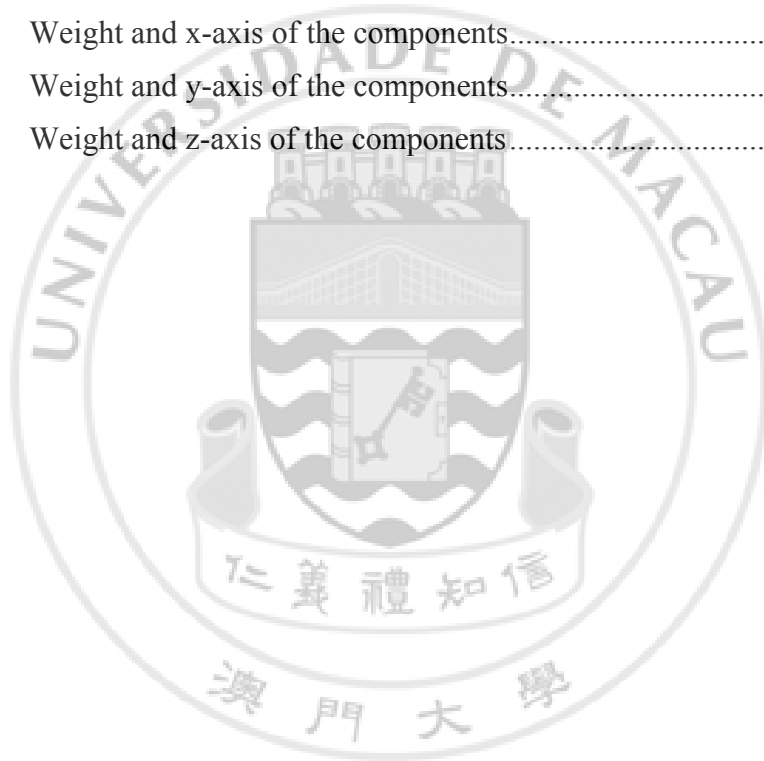 Weight and x-axis of the components................................
Weight and y-axis of the components................................
Weight and z-axis of the components................................
UNIVERSIDADE DE MACAU
仁義禮知信
澳門大學